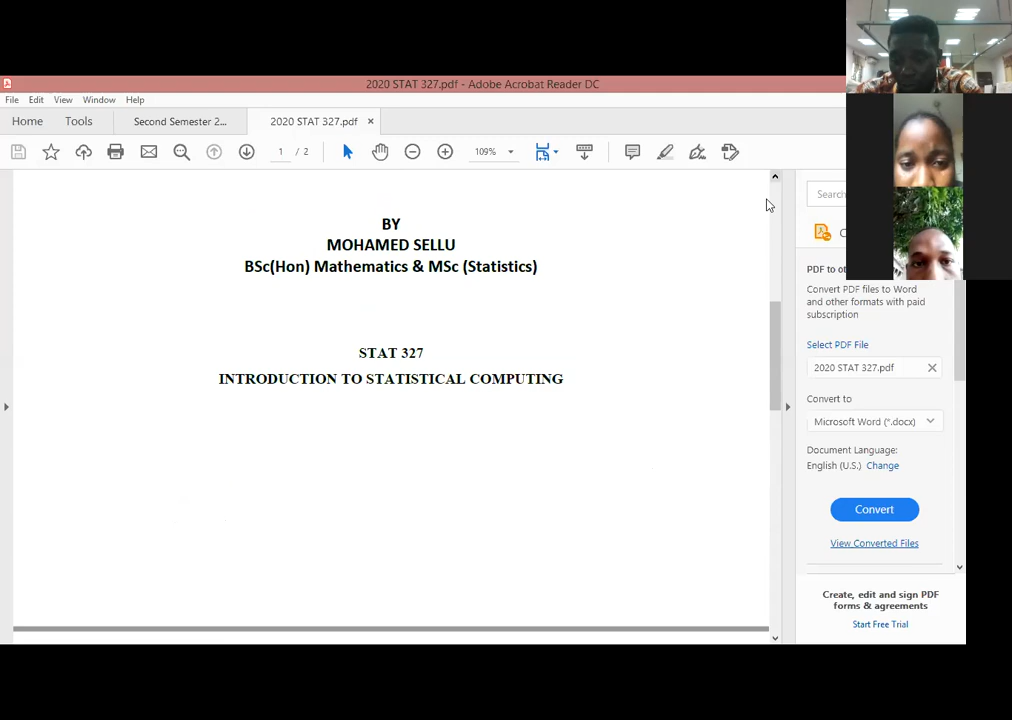 2020 STAT 327.pdf - Adobe Acrobat Reader DC
File Edit View Window Help
Home Tools Second Semester 2... 2020 STAT 327.pdf ×
1 / 2 109%
BY
MOHAMED SELLU
BSc(Hon) Mathematics & MSc (Statistics)
STAT 327
INTRODUCTION TO STATISTICAL COMPUTING
Search
Convert PDF files to Word
and other formats with paid
subscription
Select PDF File
2020 STAT 327.pdf
Convert to
Microsoft Word (*.docx)
Document Language:
English (U.S.) Change
Convert
View Converted Files
Create, edit and sign PDF
forms & agreements
Start Free Trial